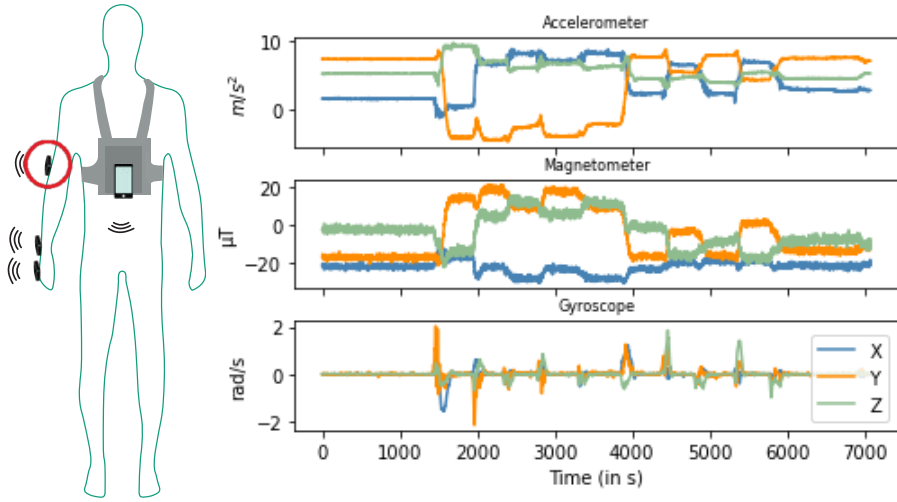 Accelerometer
10
0
m/s²
Magnetometer
20
0
−20
μT
Gyroscope
2
0
−2
rad/s
X
Y
Z
0 1000 2000 3000 4000 5000 6000 7000
Time (in s)